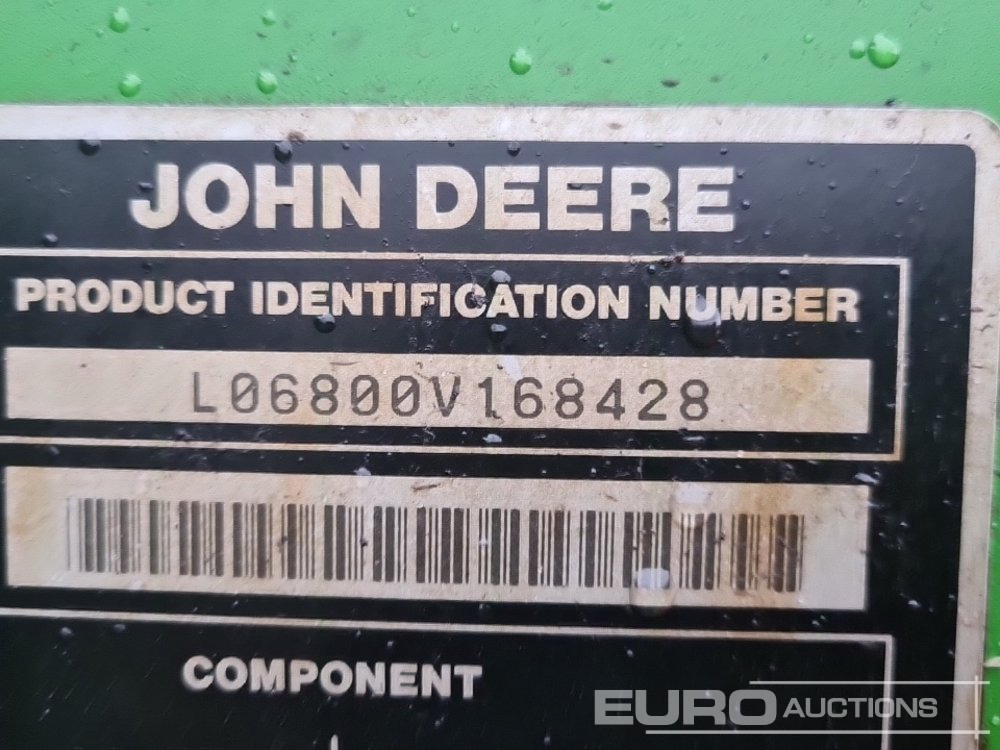 JOHN DEERE
PRODUCT IDENTIFICATION NUMBER
L06800V168428
COMPONENT
EURO AUCTIONS